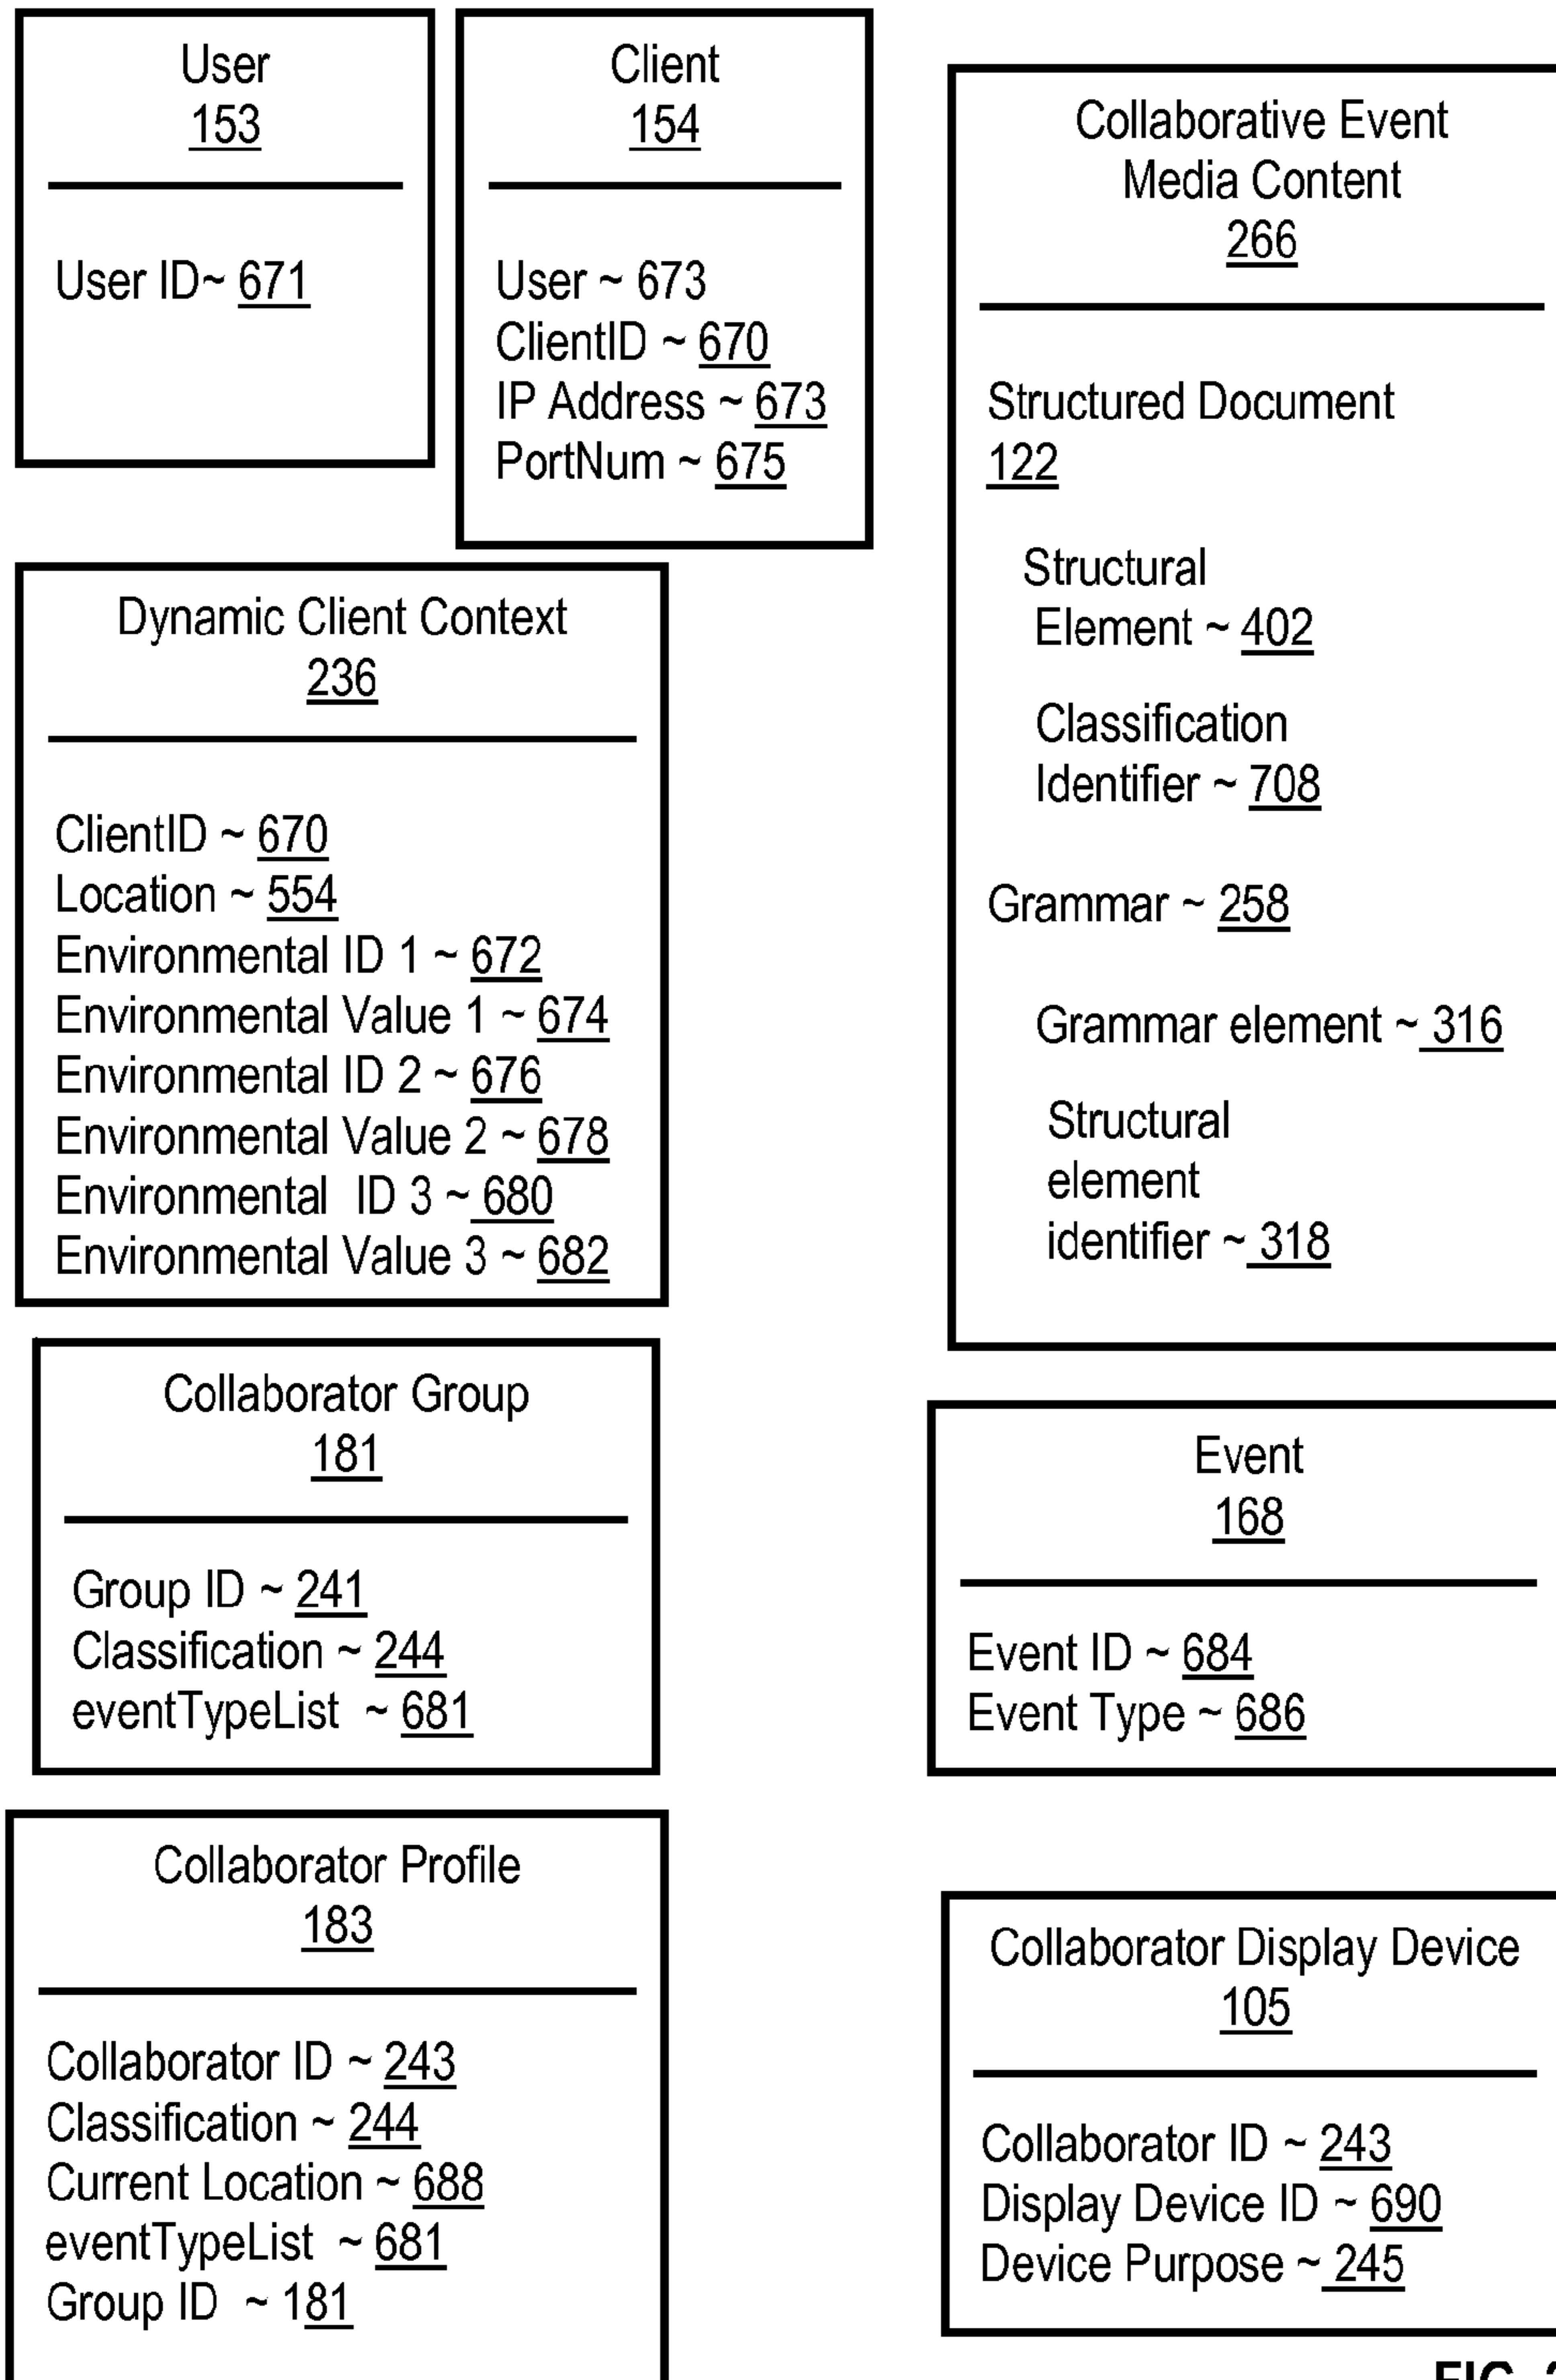 User
153
User ID~ 671
Client
154
User ~ 673
ClientID ~ 670
IP Address ~ 673
PortNum ~ 675
Collaborative Event
Media Content
266
Structured Document
122
Structural
Element ~ 402
Classification
Identifier ~ 708
Grammar ~ 258
Grammar element ~ 316
Structural
element
identifier ~ 318
Dynamic Client Context
236
ClientID ~ 670
Location ~ 554
Environmental ID 1 ~ 672
Environmental Value 1 ~ 674
Environmental ID 2 ~ 676
Environmental Value 2 ~ 678
Environmental ID 3 ~ 680
Environmental Value 3 ~ 682
Collaborator Group
181
Group ID ~ 241
Classification ~ 244
eventTypeList ~ 681
Event
168
Event ID ~ 684
Event Type ~ 686
Collaborator Profile
183
Collaborator ID ~ 243
Classification ~ 244
Current Location ~ 688
eventTypeList ~ 681
Group ID ~ 181
Collaborator Display Device
105
Collaborator ID ~ 243
Display Device ID ~ 690
Device Purpose ~ 245
FIG.